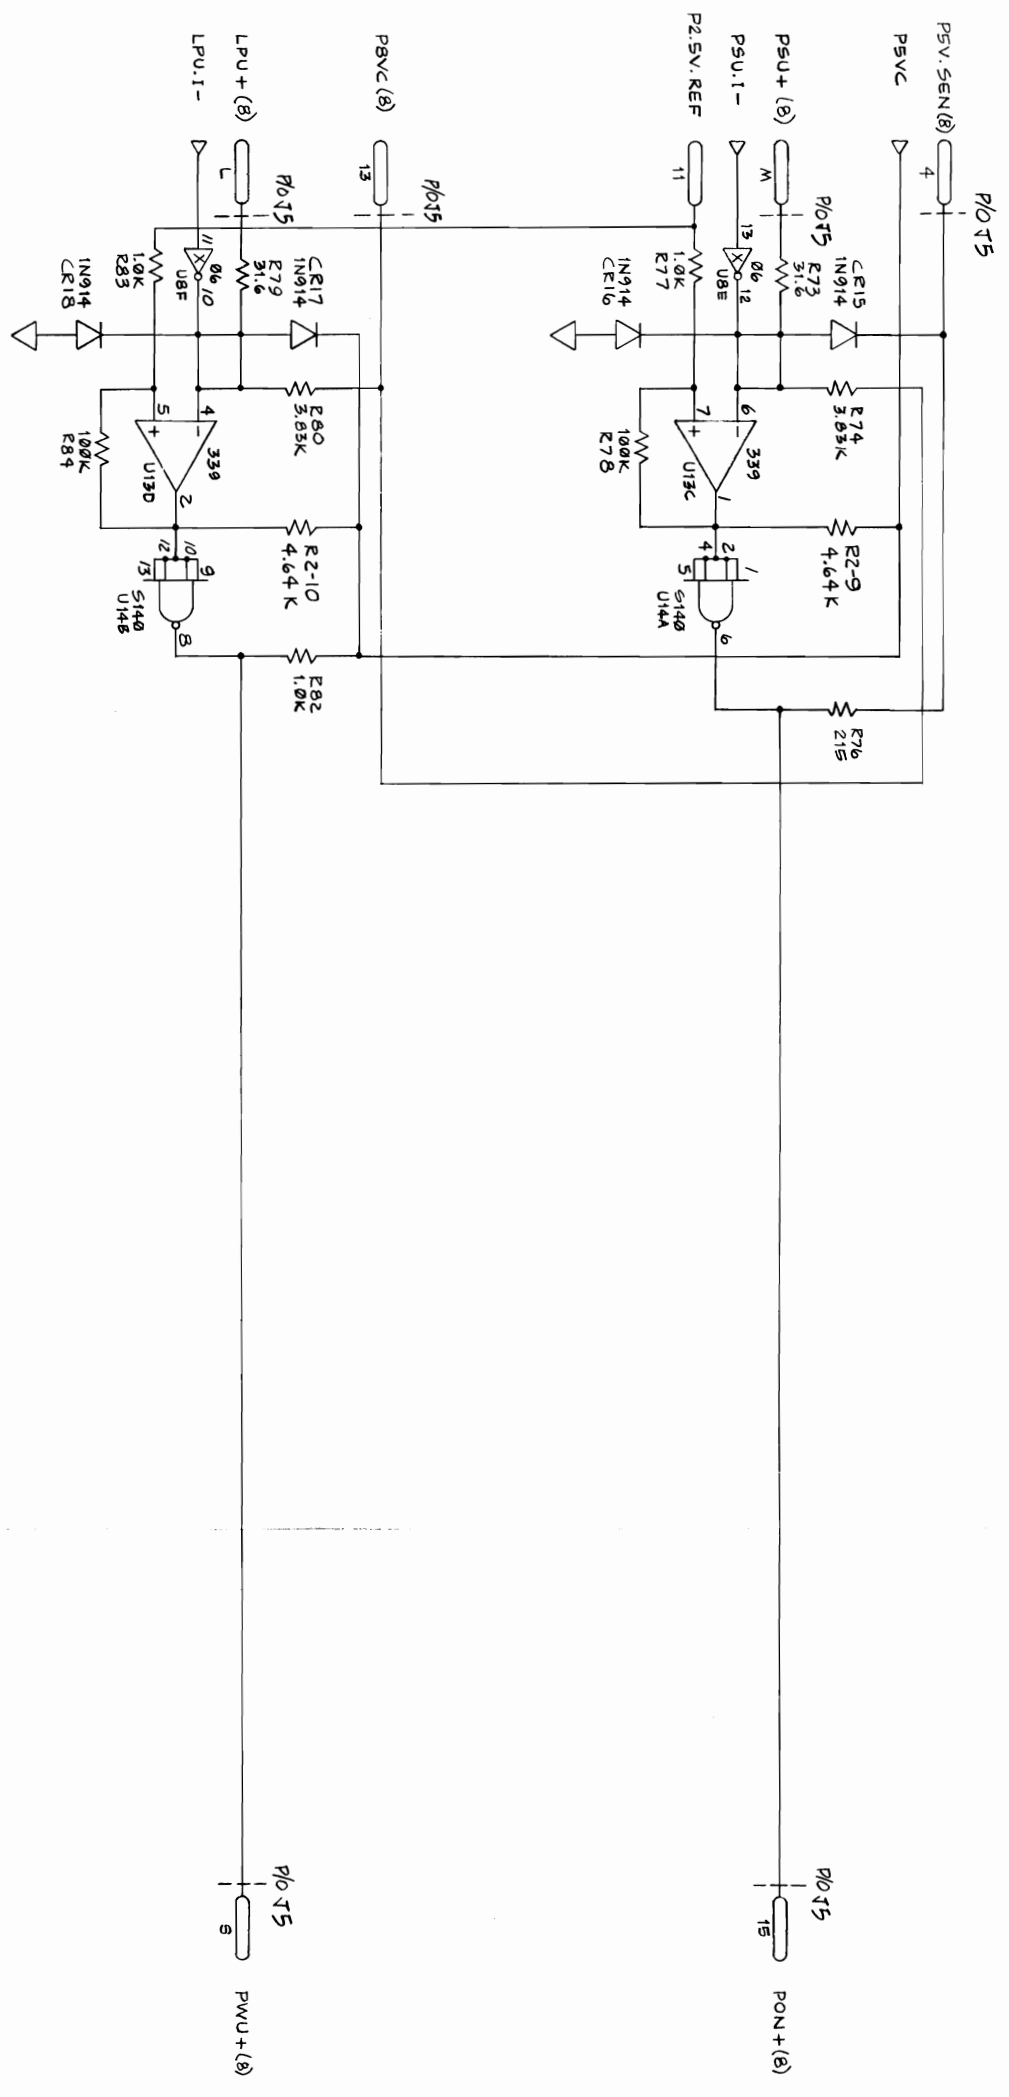 P5V.SEN(8)
4
P/O J5
P5VC
PSU+(8)
M
P/O J5
PSU.I-
P2.5V.REF
11
CR15
1N914
R73
31.6
13
06
12
U8E
1.0K
R77
1N914
CR16
R74
3.83K
6
7
339
U13C
1
100K
R78
R2-9
4.64K
2
4
1
5
S140
U14A
6
R76
215
P/O J5
15
PON+(8)
P8VC(8)
13
P/O J5
LPU+(8)
L
P/O J5
LPU.I-
CR17
1N914
R79
31.6
11
06
10
U8F
1.0K
R83
1N914
CR18
R80
3.83K
4
5
339
U13D
2
100K
R84
R2-10
4.64K
10
12
9
13
S140
U14B
8
R82
1.0K
P/O J5
PWU+(8)